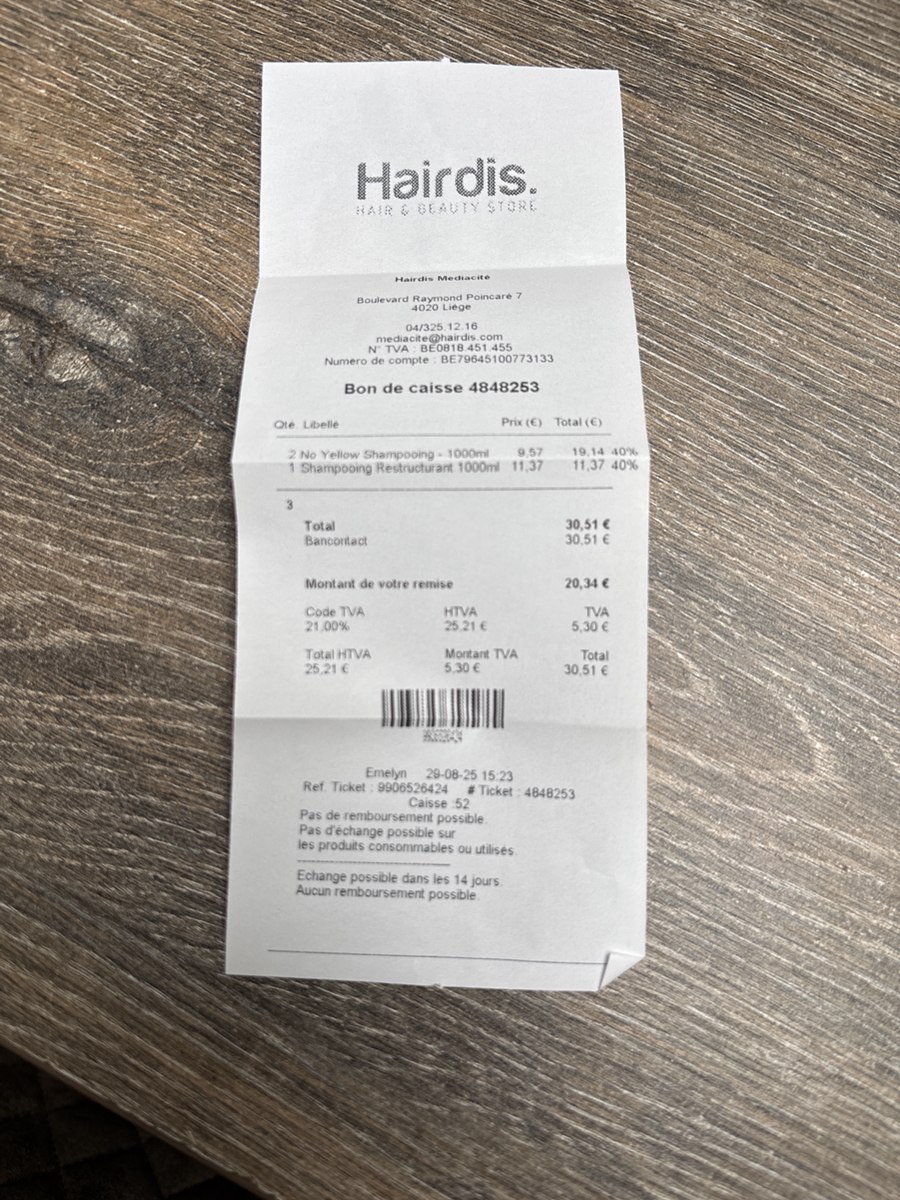 Hairdis.
HAIR & BEAUTY STORE
Hairdis Mediacité
Boulevard Raymond Poincaré 7
4020 Liège
04/325.12.16
mediacite@hairdis.com
N° TVA : BE0818.451.455
Numero de compte : BE79645100773133
Bon de caisse 4848253
Qté. Libellé Prix (€) Total (€)
2 No Yellow Shampooing - 1000ml 9,57 19,14 40%
1 Shampooing Restructurant 1000ml 11,37 11,37 40%
3
Total 30,51 €
Bancontact 30,51 €
Montant de votre remise 20,34 €
Code TVA HTVA TVA
21,00% 25,21 € 5,30 €
Total HTVA Montant TVA Total
25,21 € 5,30 € 30,51 €
Emelyn 29-08-25 15:23
Ref. Ticket : 9906526424 # Ticket : 4848253
Caisse :52
Pas de remboursement possible.
Pas d'échange possible sur
les produits consommables ou utilisés.
Echange possible dans les 14 jours.
Aucun remboursement possible.